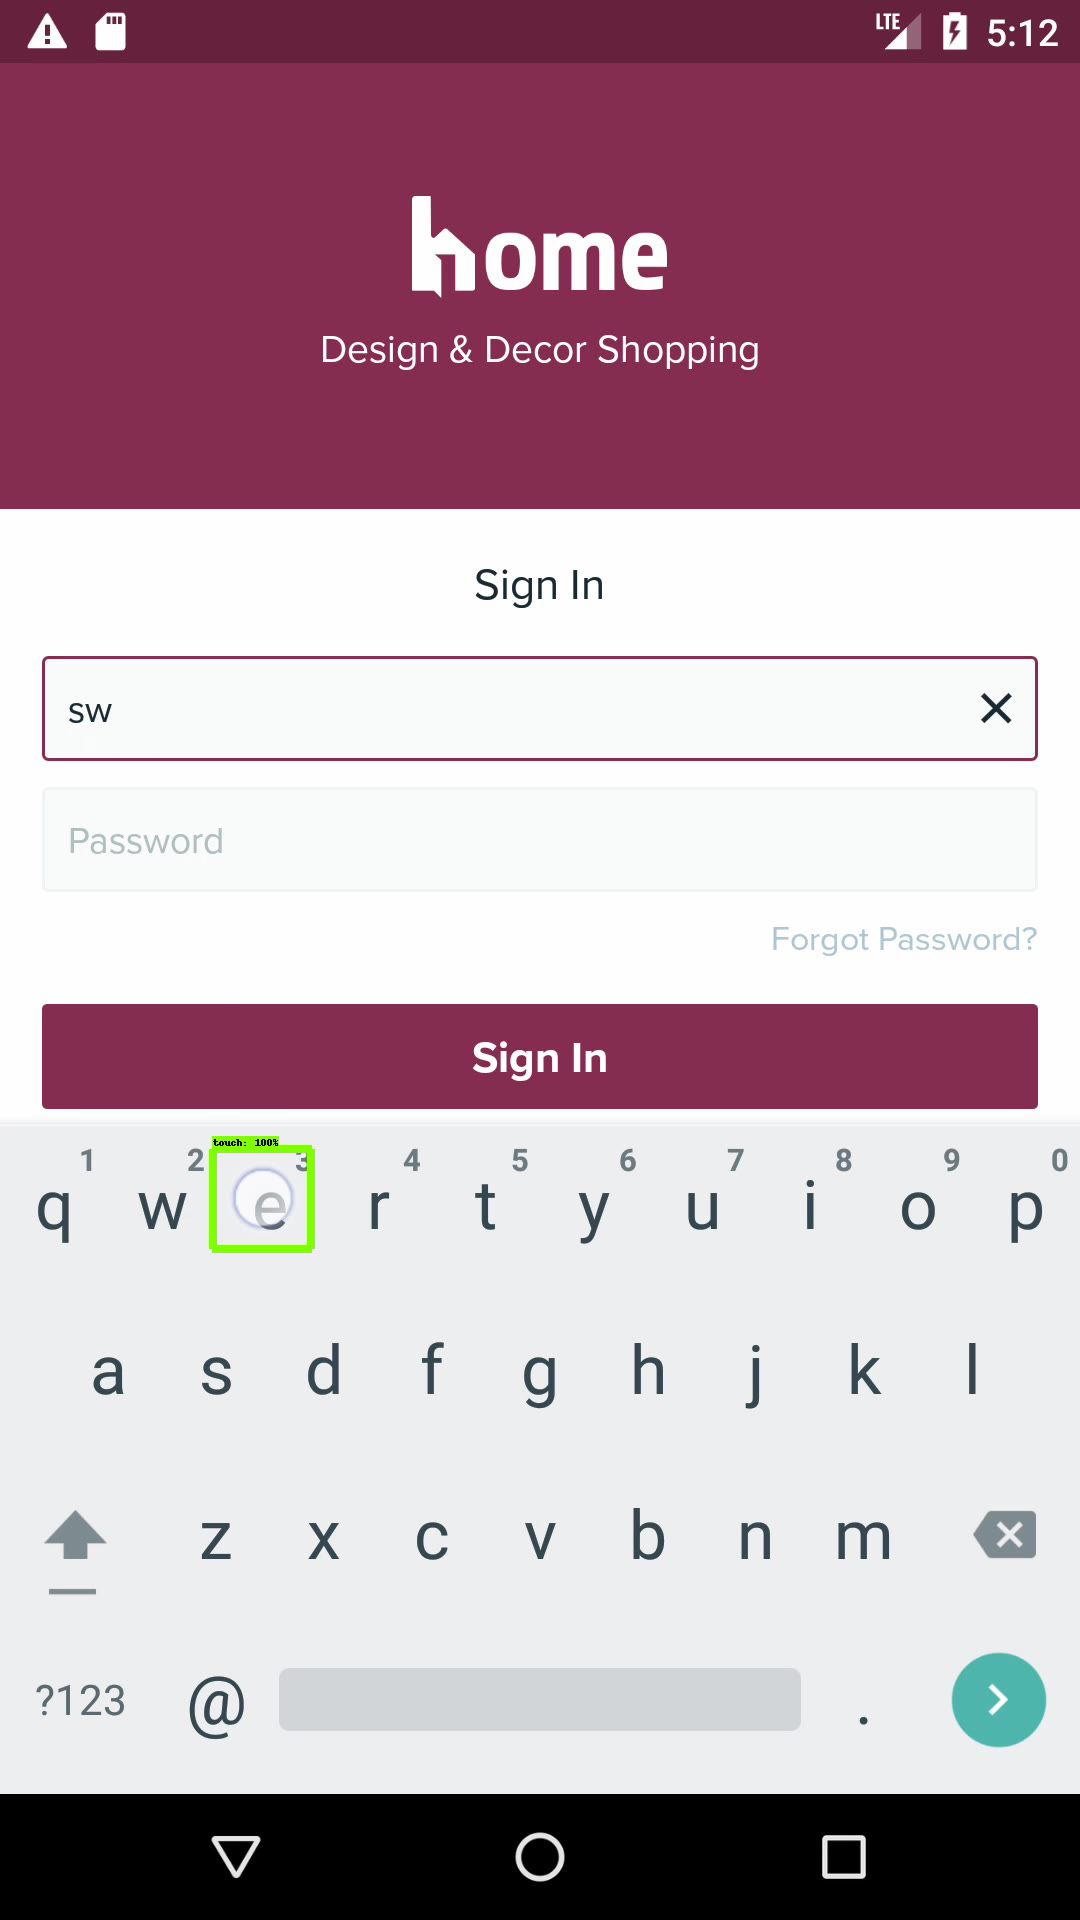 LTE 5:12
home
Design & Decor Shopping
Sign In
sw
Password
Forgot Password?
Sign In
touch: 100%
1 2 3 4 5 6 7 8 9 0
q w e r t y u i o p
a s d f g h j k l
z x c v b n m
?123 @ .